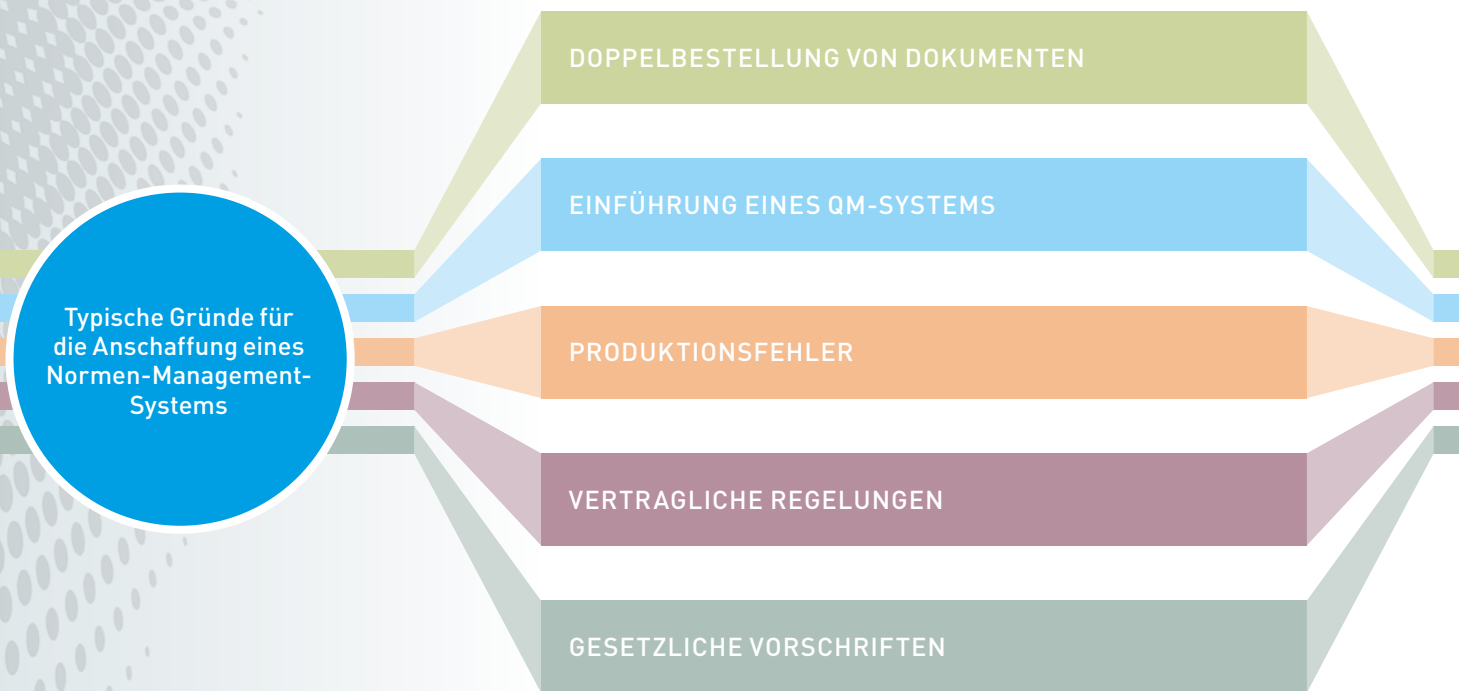 Typische Gründe für
die Anschaffung eines
Normen-Management-
Systems
DOPPELBESTELLUNG VON DOKUMENTEN
EINFÜHRUNG EINES QM-SYSTEMS
PRODUKTIONSFEHLER
VERTRAGLICHE REGELUNGEN
GESETZLICHE VORSCHRIFTEN